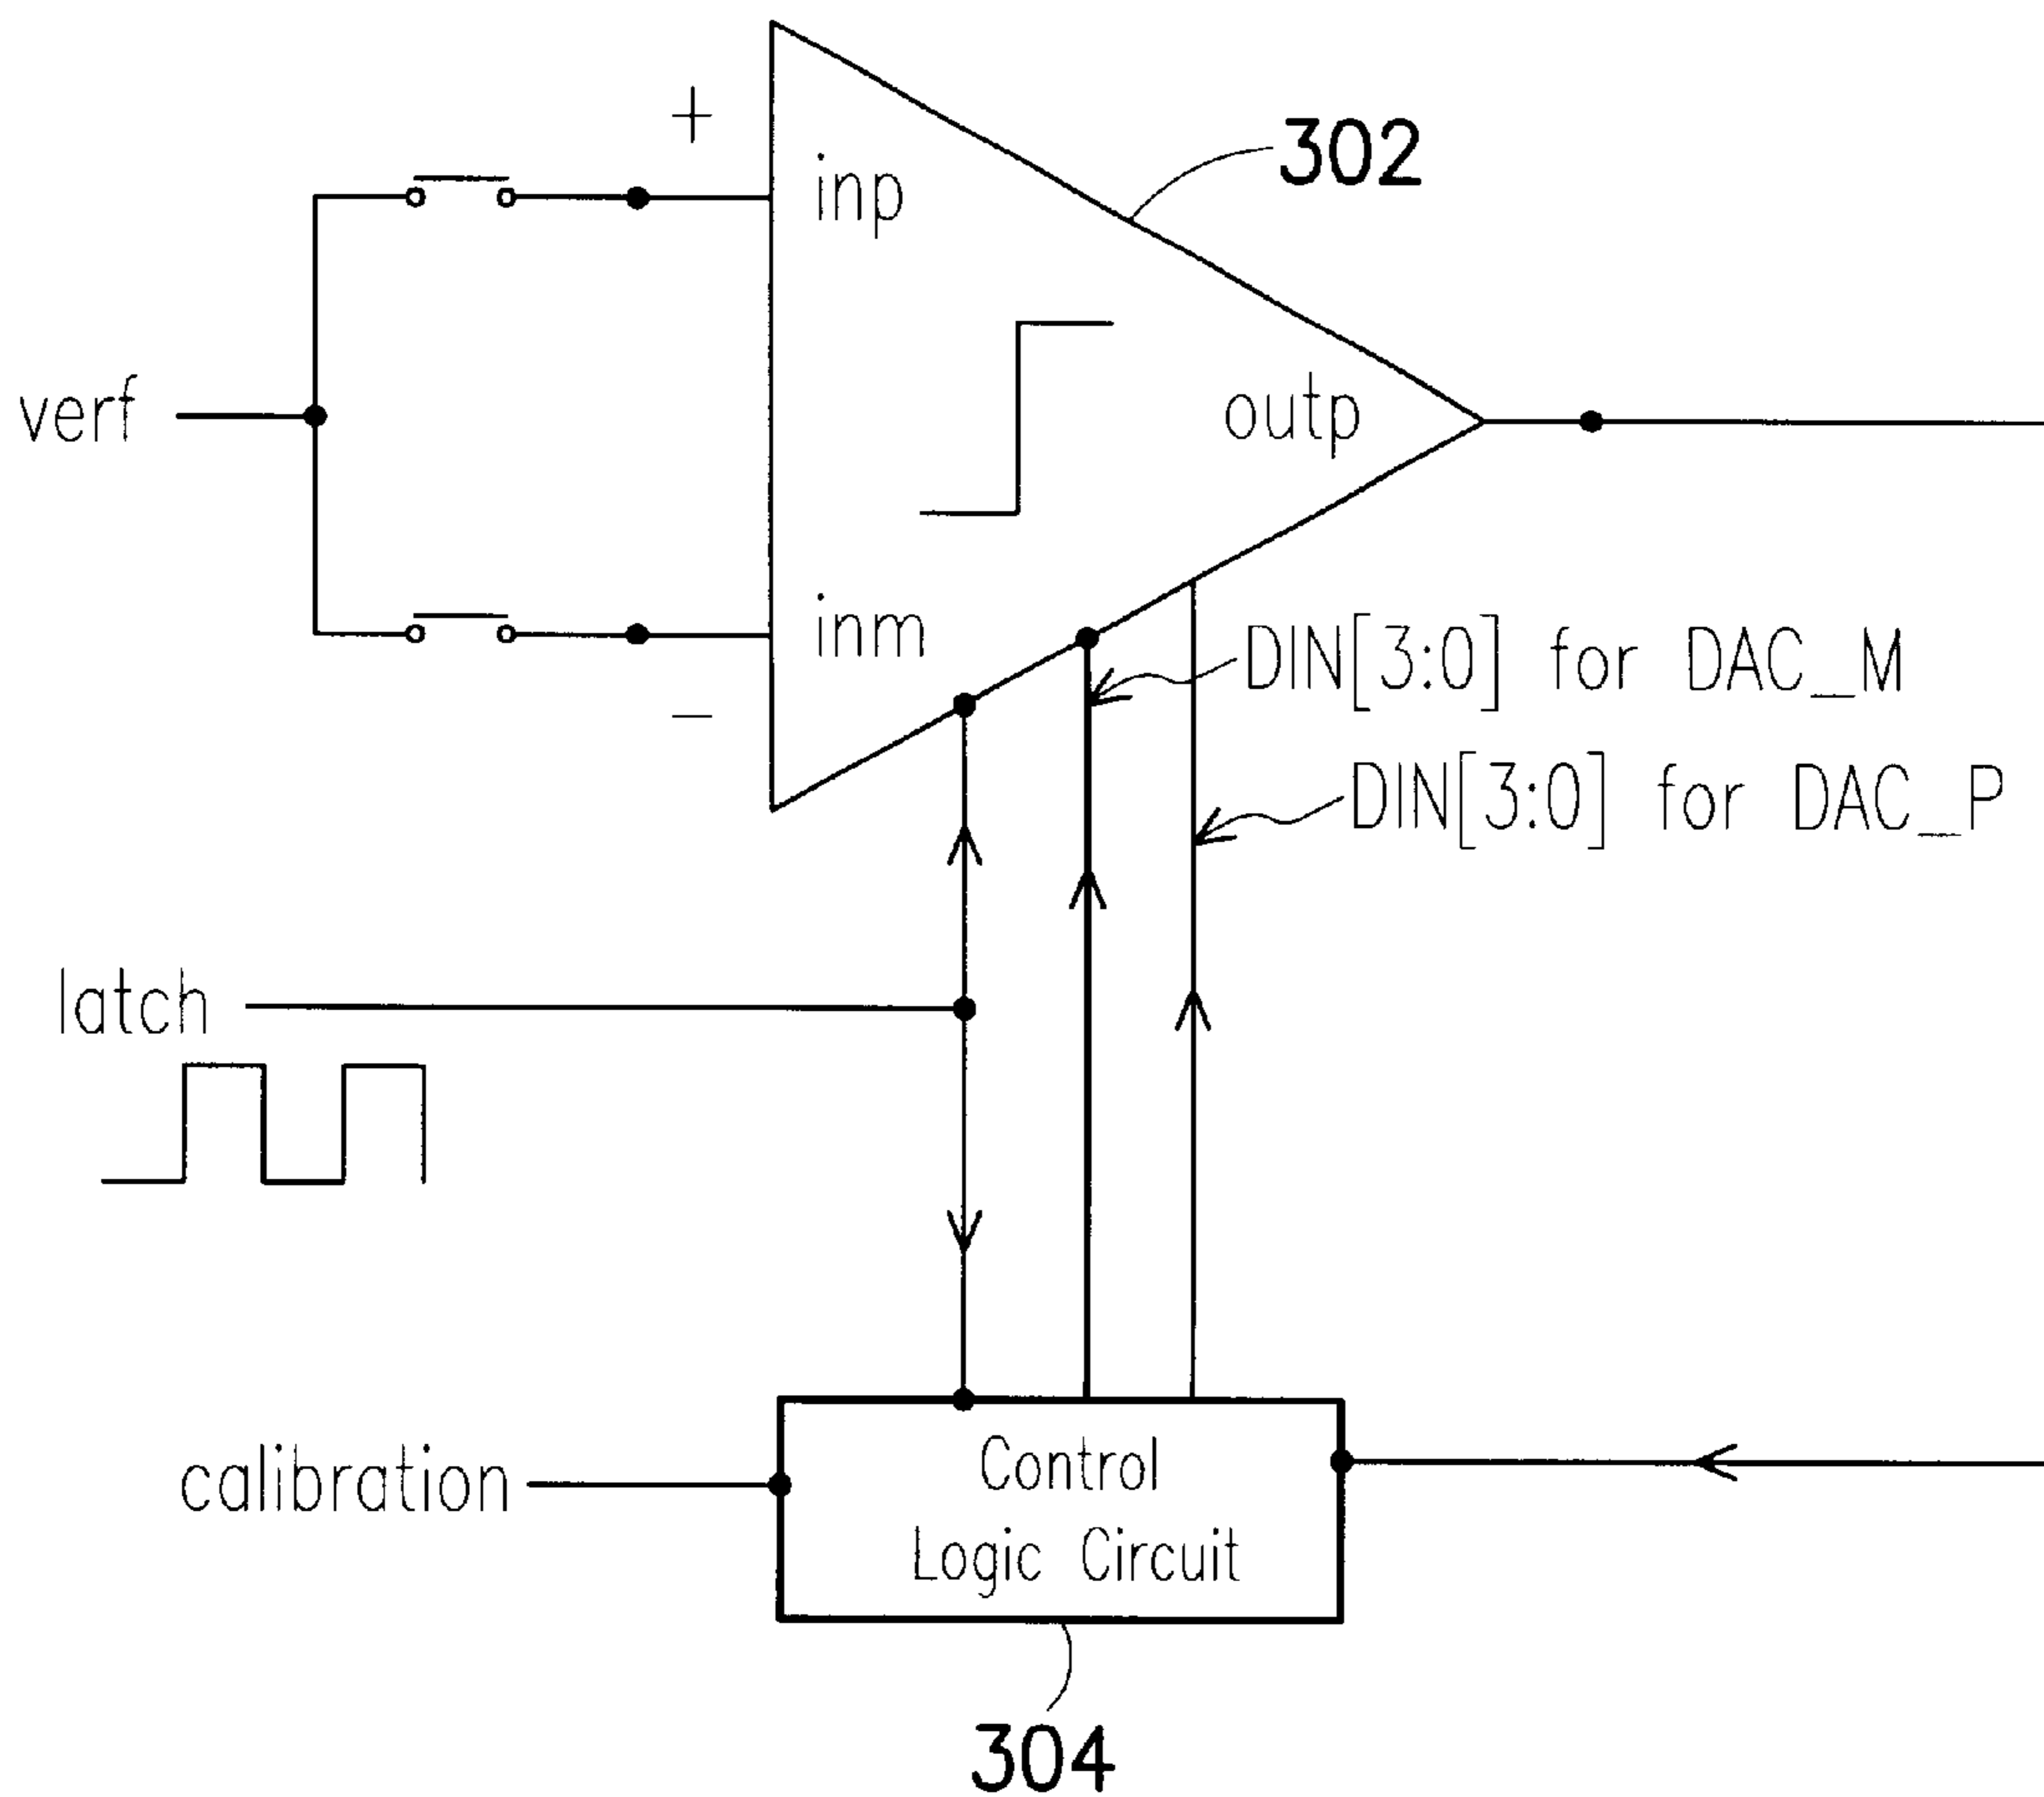 +
302
inp
verf
outp
inm
DIN[3:0] for DAC_M
−
DIN[3:0] for DAC_P
latch
calibration
Control
Logic Circuit
304